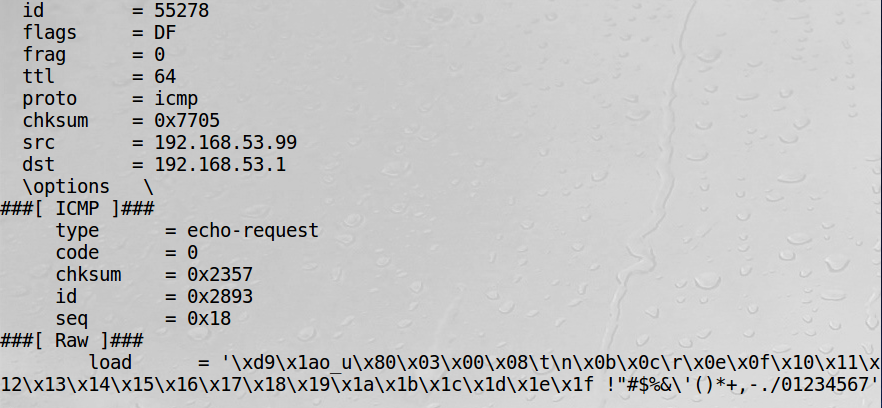 id = 55278
flags = DF
frag = 0
ttl = 64
proto = icmp
chksum = 0x7705
src = 192.168.53.99
dst = 192.168.53.1
\options \
###[ ICMP ]###
type = echo-request
code = 0
chksum = 0x2357
id = 0x2893
seq = 0x18
###[ Raw ]###
load = '\xd9\x1ao_u\x80\x03\x00\x08\t\n\x0b\x0c\r\x0e\x0f\x10\x11\x
12\x13\x14\x15\x16\x17\x18\x19\x1a\x1b\x1c\x1d\x1e\x1f !"#$%&\'()*+,-./01234567'